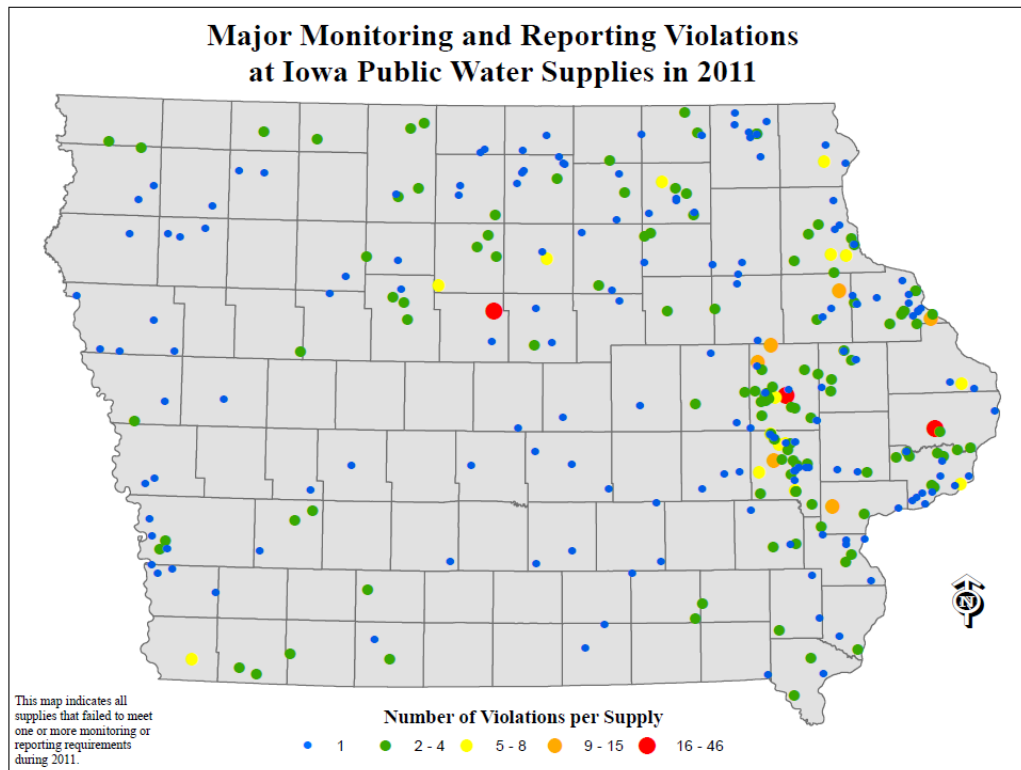 Major Monitoring and Reporting Violations
at Iowa Public Water Supplies in 2011
N
This map indicates all
supplies that failed to meet
one or more monitoring or
reporting requirements
during 2011.
Number of Violations per Supply
1 2 - 4 5 - 8 9 - 15 16 - 46